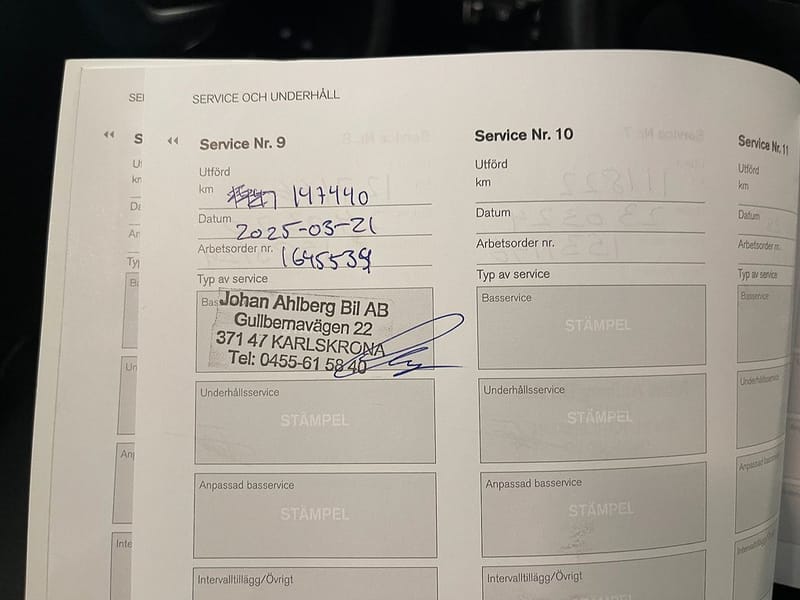 SERVICE OCH UNDERHÅLL
Service Nr. 9
Utförd
km 147440
Datum 2025-03-21
Arbetsorder nr. 1645539
Typ av service
Johan Ahlberg Bil AB
Gullbernavägen 22
371 47 KARLSKRONA
Tel: 0455-61 58 40
Underhållsservice
STÄMPEL
Anpassad basservice
STÄMPEL
Intervalltillägg/Övrigt
Service Nr. 10
Utförd
km
Datum
Arbetsorder nr.
Typ av service
Basservice
STÄMPEL
Underhållsservice
STÄMPEL
Anpassad basservice
STÄMPEL
Intervalltillägg/Övrigt
Service Nr. 11
Utförd
km
Datum
Arbetsorder nr.
Typ av service
Basservice
Underhållsservice